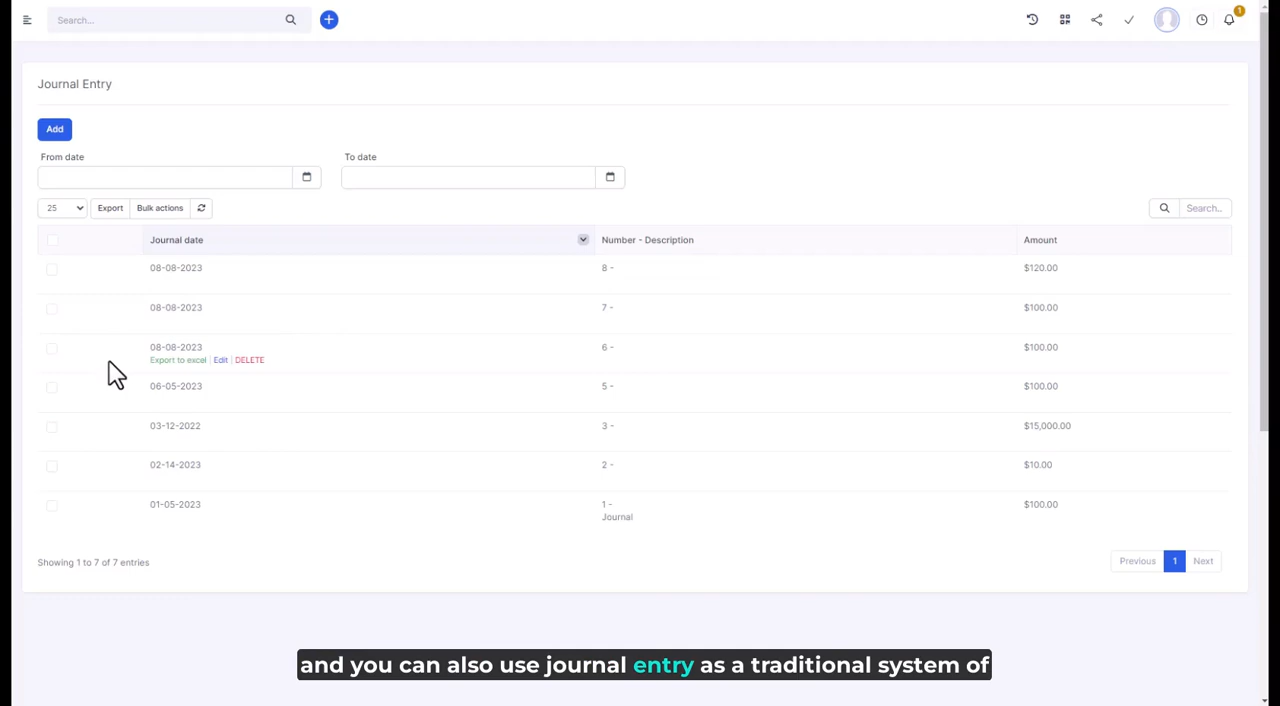 Search...
1
Journal Entry
Add
From date
To date
25
Export
Bulk actions
Search..
Journal date
Number - Description
Amount
08-08-2023
8 -
$120.00
08-08-2023
7 -
$100.00
08-08-2023
6 -
$100.00
Export to excel | Edit | DELETE
06-05-2023
5 -
$100.00
03-12-2022
3 -
$15,000.00
02-14-2023
2 -
$10.00
01-05-2023
1 -
$100.00
Journal
Showing 1 to 7 of 7 entries
Previous
1
Next
and you can also use journal entry as a traditional system of